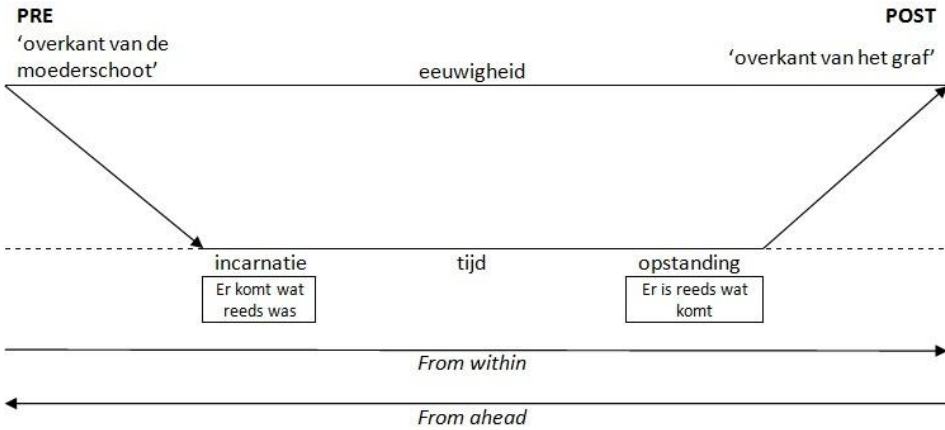 PRE
POST
‘overkant van de
moederschoot’
‘overkant van het graf’
eeuwigheid
incarnatie
tijd
opstanding
Er komt wat
reeds was
Er is reeds wat
komt
From within
From ahead